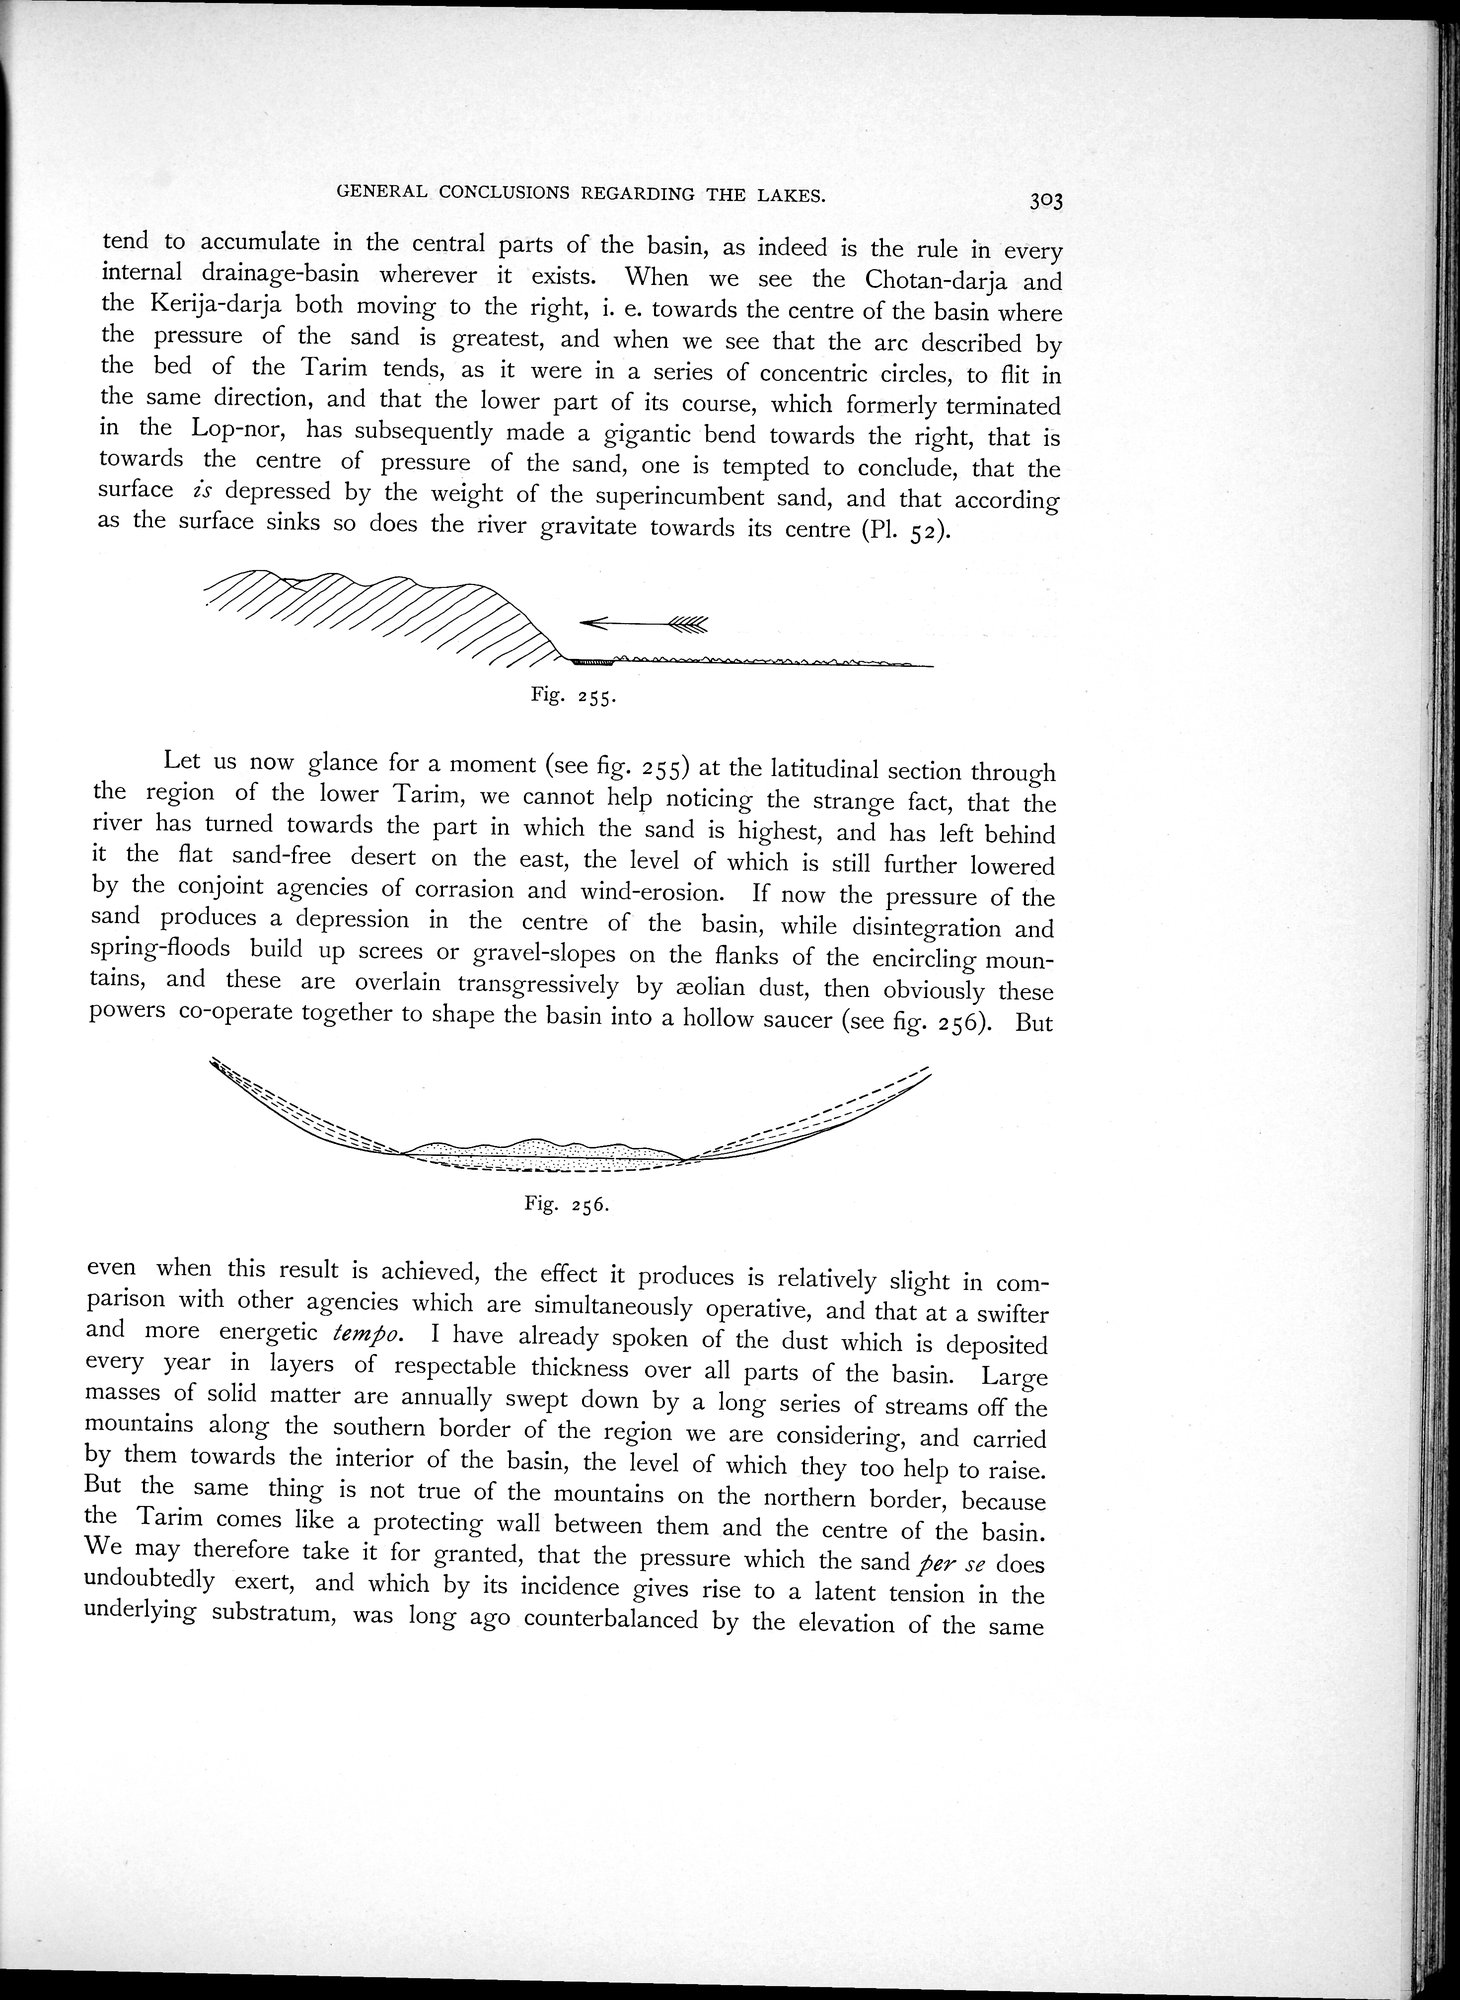 GENERAL CONCLUSIONS REGARDING THE LAKES. 303
tend to accumulate in the central parts of the basin, as indeed is the rule in every
internal drainage-basin wherever it exists. When we see the Chotan-darja and
the Kerija-darja both moving to the right, i. e. towards the centre of the basin where
the pressure of the sand is greatest, and when we see that the arc described by
the bed of the Tarim tends, as it were in a series of concentric circles, to flit in
the same direction, and that the lower part of its course, which formerly terminated
in the Lop-nor, has subsequently made a gigantic bend towards the right, that is
towards the centre of pressure of the sand, one is tempted to conclude, that the
surface is depressed by the weight of the superincumbent sand, and that according
as the surface sinks so does the river gravitate towards its centre (Pl. 52).
Fig. 255.
Let us now glance for a moment (see fig. 255) at the latitudinal section through
the region of the lower Tarim, we cannot help noticing the strange fact, that the
river has turned towards the part in which the sand is highest, and has left behind
it the flat sand-free desert on the east, the level of which is still further lowered
by the conjoint agencies of corrasion and wind-erosion. If now the pressure of the
sand produces a depression in the centre of the basin, while disintegration and
spring-floods build up screes or gravel-slopes on the flanks of the encircling moun-
tains, and these are overlain transgressively by æolian dust, then obviously these
powers co-operate together to shape the basin into a hollow saucer (see fig. 256). But
Fig. 256.
even when this result is achieved, the effect it produces is relatively slight in com-
parison with other agencies which are simultaneously operative, and that at a swifter
and more energetic tempo. I have already spoken of the dust which is deposited
every year in layers of respectable thickness over all parts of the basin. Large
masses of solid matter are annually swept down by a long series of streams off the
mountains along the southern border of the region we are considering, and carried
by them towards the interior of the basin, the level of which they too help to raise.
But the same thing is not true of the mountains on the northern border, because
the Tarim comes like a protecting wall between them and the centre of the basin.
We may therefore take it for granted, that the pressure which the sand per se does
undoubtedly exert, and which by its incidence gives rise to a latent tension in the
underlying substratum, was long ago counterbalanced by the elevation of the same